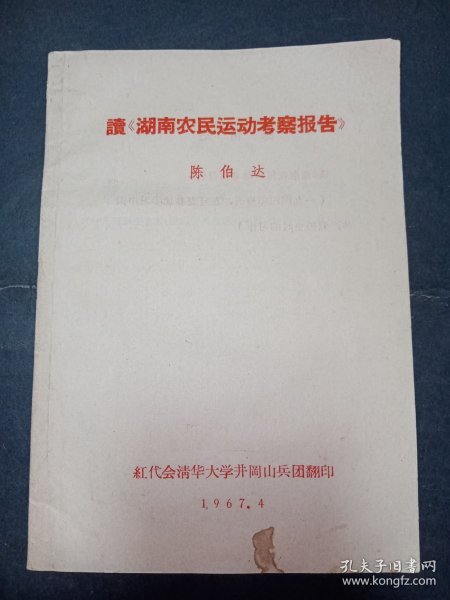 讀《湖南农民运动考察报告》
陈伯达
紅代会清华大学井岡山兵团翻印
1967.4
孔夫子旧书网
www.kongfz.com